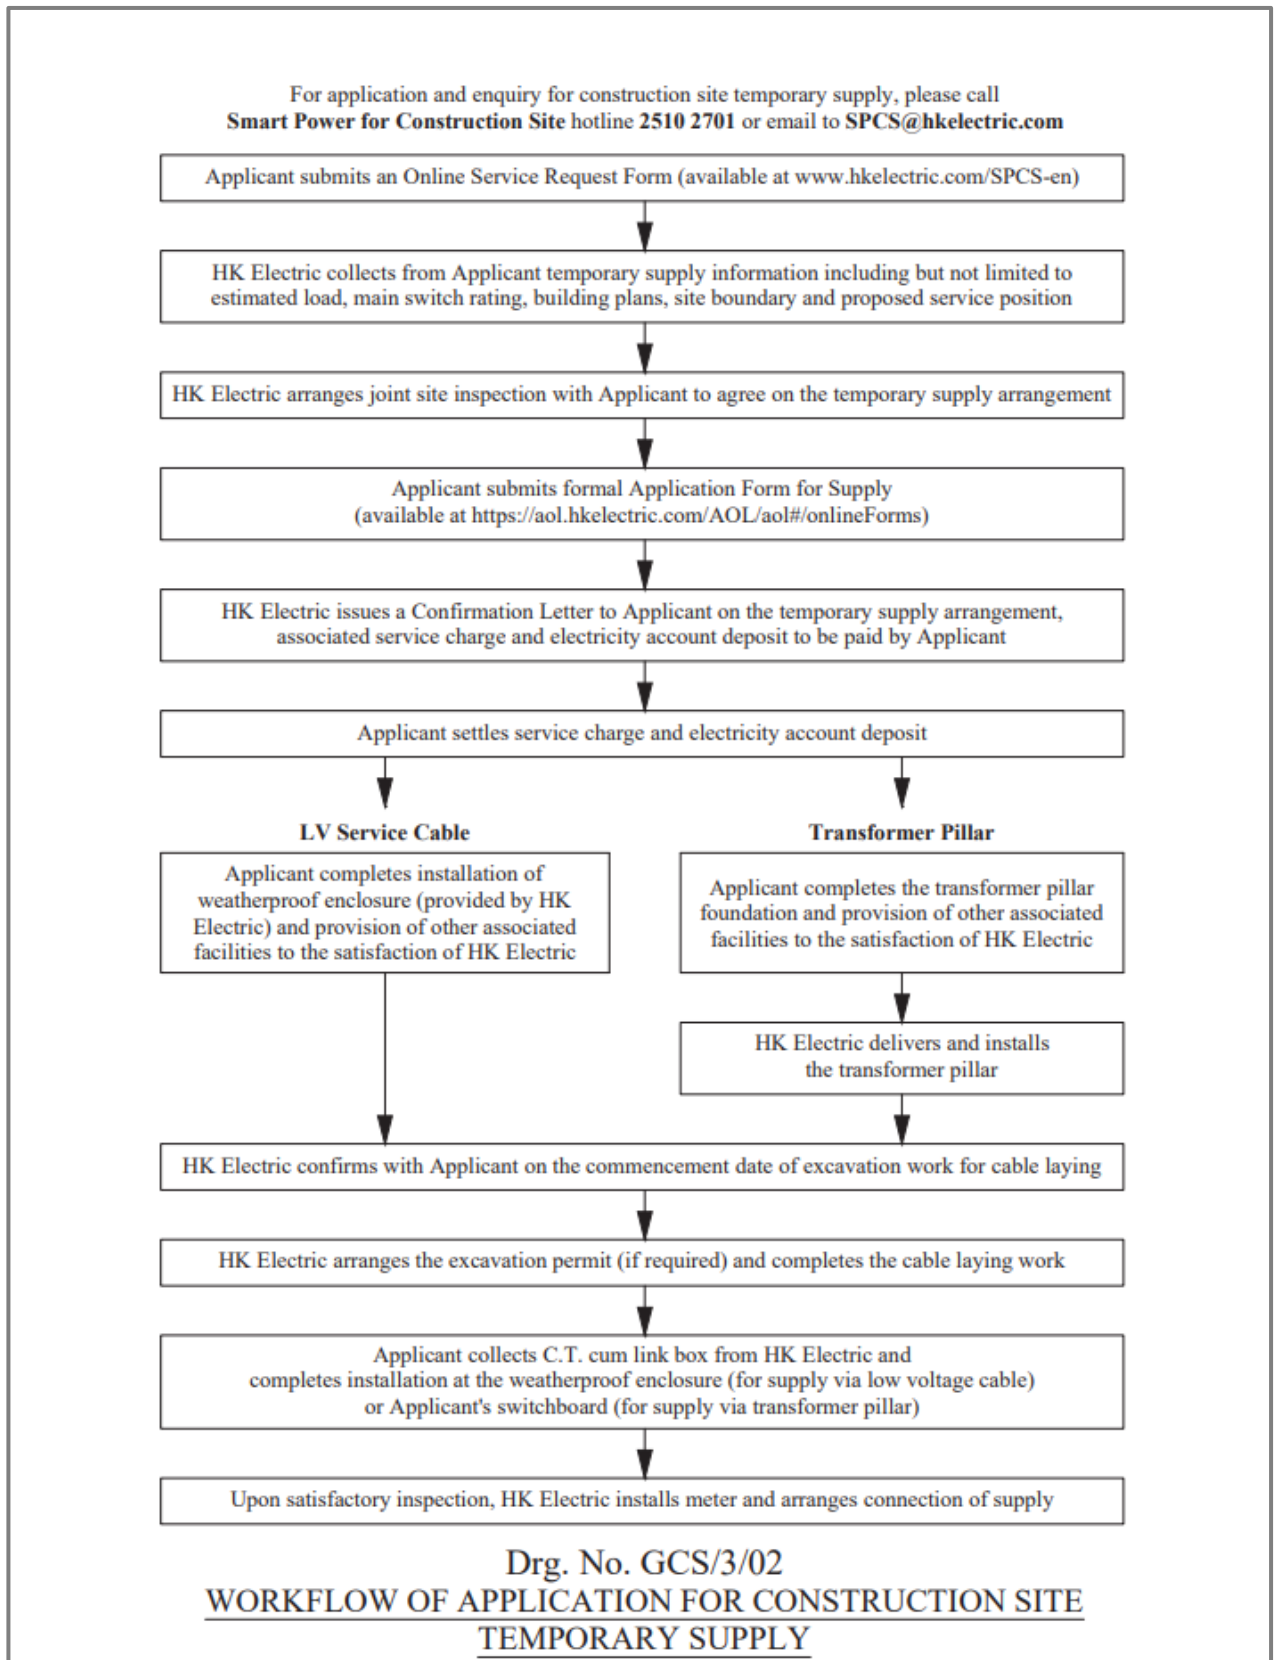 For application and enquiry for construction site temporary supply, please call
Smart Power for Construction Site hotline 2510 2701 or email to SPCS@hkelectric.com
Applicant submits an Online Service Request Form (available at www.hkelectric.com/SPCS-en)
HK Electric collects from Applicant temporary supply information including but not limited to
estimated load, main switch rating, building plans, site boundary and proposed service position
HK Electric arranges joint site inspection with Applicant to agree on the temporary supply arrangement
Applicant submits formal Application Form for Supply
(available at https://aol.hkelectric.com/AOL/aol#/onlineForms)
HK Electric issues a Confirmation Letter to Applicant on the temporary supply arrangement,
associated service charge and electricity account deposit to be paid by Applicant
Applicant settles service charge and electricity account deposit
LV Service Cable
Applicant completes installation of
weatherproof enclosure (provided by HK
Electric) and provision of other associated
facilities to the satisfaction of HK Electric
Transformer Pillar
Applicant completes the transformer pillar
foundation and provision of other associated
facilities to the satisfaction of HK Electric
HK Electric delivers and installs
the transformer pillar
HK Electric confirms with Applicant on the commencement date of excavation work for cable laying
HK Electric arranges the excavation permit (if required) and completes the cable laying work
Applicant collects C.T. cum link box from HK Electric and
completes installation at the weatherproof enclosure (for supply via low voltage cable)
or Applicant's switchboard (for supply via transformer pillar)
Upon satisfactory inspection, HK Electric installs meter and arranges connection of supply
Drg. No. GCS/3/02
WORKFLOW OF APPLICATION FOR CONSTRUCTION SITE
TEMPORARY SUPPLY